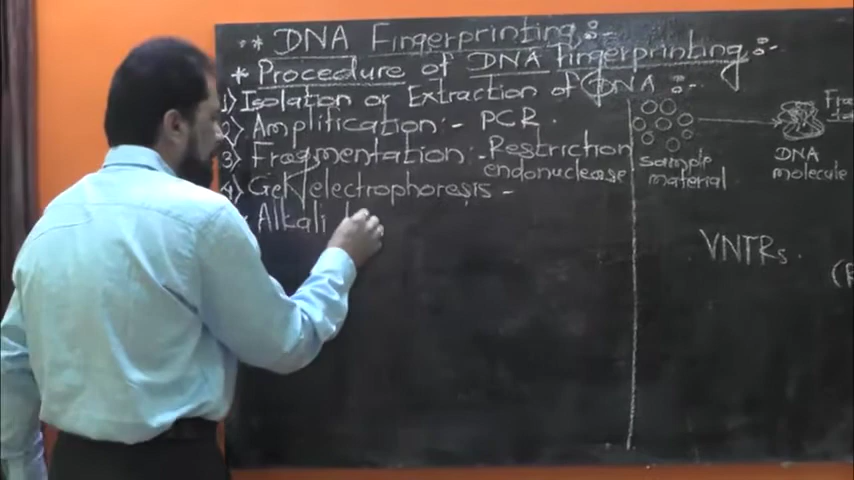 * DNA Fingerprinting :-
* Procedure of DNA fingerprinting :-
1) Isolation or Extraction of DNA :-
2) Amplification :- PCR.
3) Fragmentation :- Restriction
endonuclease.
4) Gel electrophoresis :-
Alkali
sample
material
DNA
molecule
VNTRs.